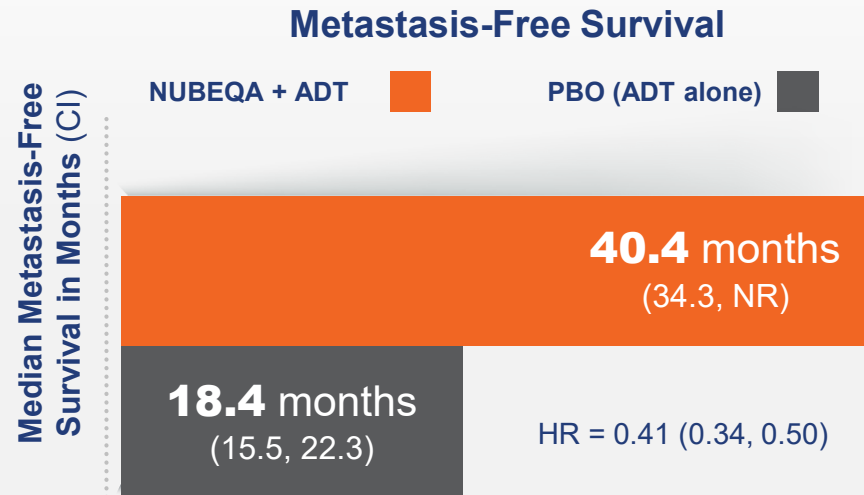 Metastasis-Free Survival
NUBEQA + ADT
PBO (ADT alone)
Median Metastasis-Free
Survival in Months (CI)
40.4 months
(34.3, NR)
18.4 months
(15.5, 22.3)
HR = 0.41 (0.34, 0.50)